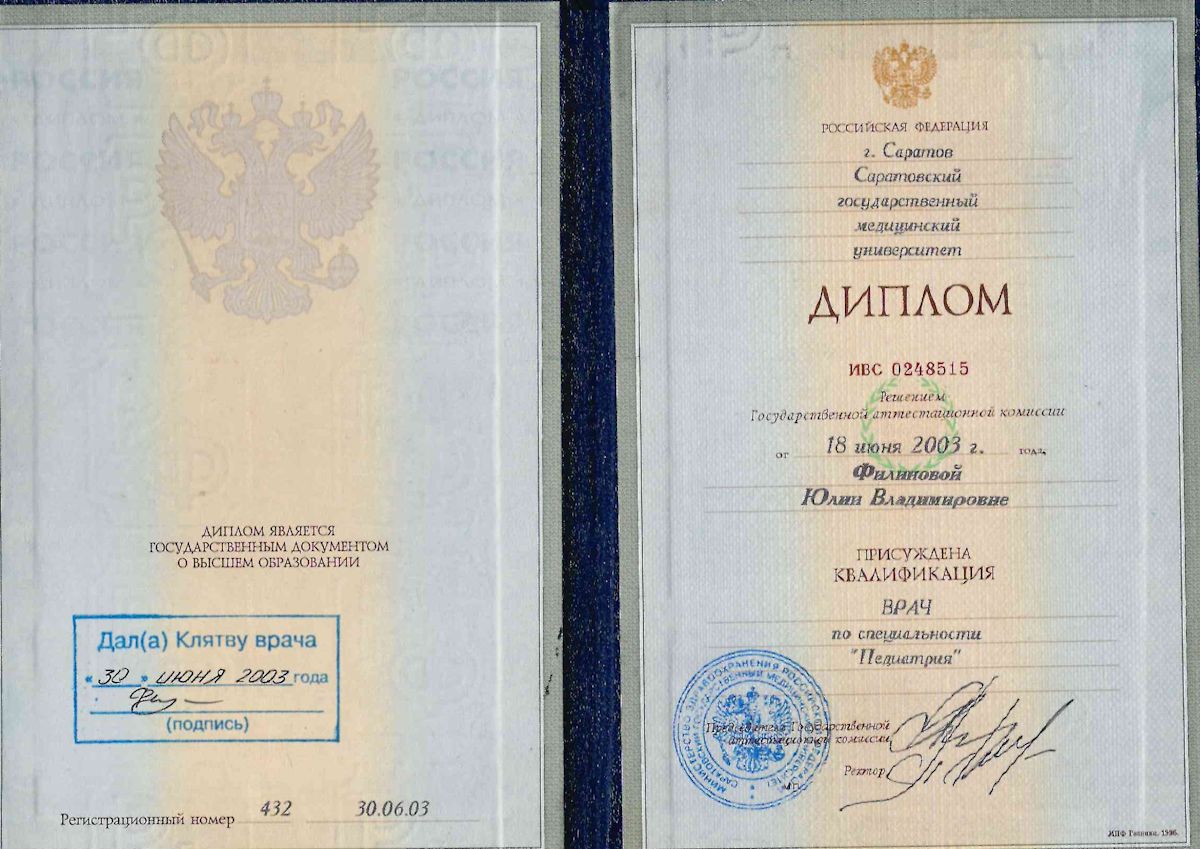 ДИПЛОМ ЯВЛЯЕТСЯ
ГОСУДАРСТВЕННЫМ ДОКУМЕНТОМ
О ВЫСШЕМ ОБРАЗОВАНИИ
Дал(а) Клятву врача
«30» июня 2003 года
(подпись)
Регистрационный номер 432 30.06.03
РОССИЙСКАЯ ФЕДЕРАЦИЯ
г. Саратов
Саратовский
государственный
медицинский
университет
ДИПЛОМ
ИВС 0248515
Решением
Государственной аттестационной комиссии
от 18 июня 2003 г. года
Филиновой
Юлии Владимировне
ПРИСУЖДЕНА
КВАЛИФИКАЦИЯ
ВРАЧ
по специальности
"Педиатрия"
Председатель Государственной
аттестационной комиссии
Ректор